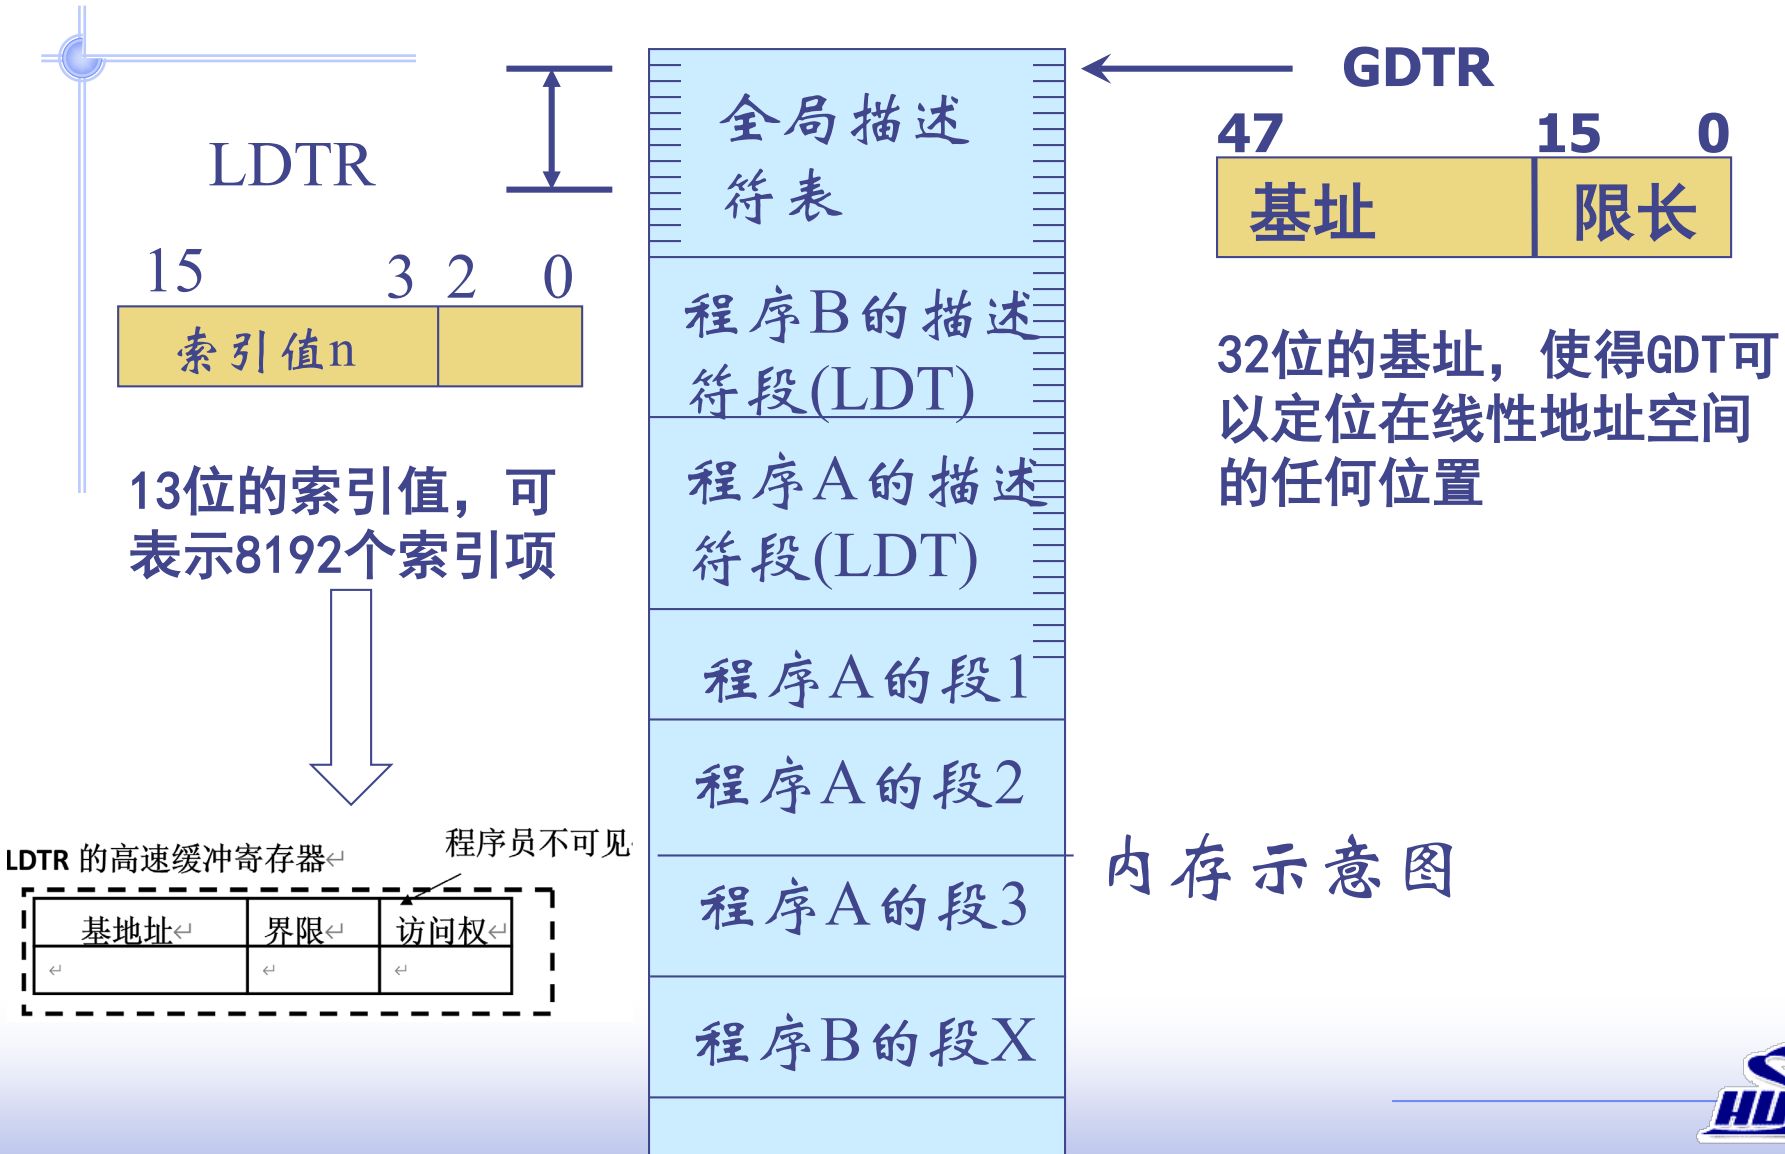 LDTR
15 3 2 0
索引值n
13位的索引值，可
表示8192个索引项
LDTR 的高速缓冲寄存器↵
程序员不可见
基地址↵ 界限↵ 访问权↵
↵ ↵ ↵
全局描述
符表
程序B的描述
符段(LDT)
程序A的描述
符段(LDT)
程序A的段1
程序A的段2
程序A的段3
程序B的段X
GDTR
47 15 0
基址 限长
32位的基址，使得GDT可
以定位在线性地址空间
的任何位置
内存示意图